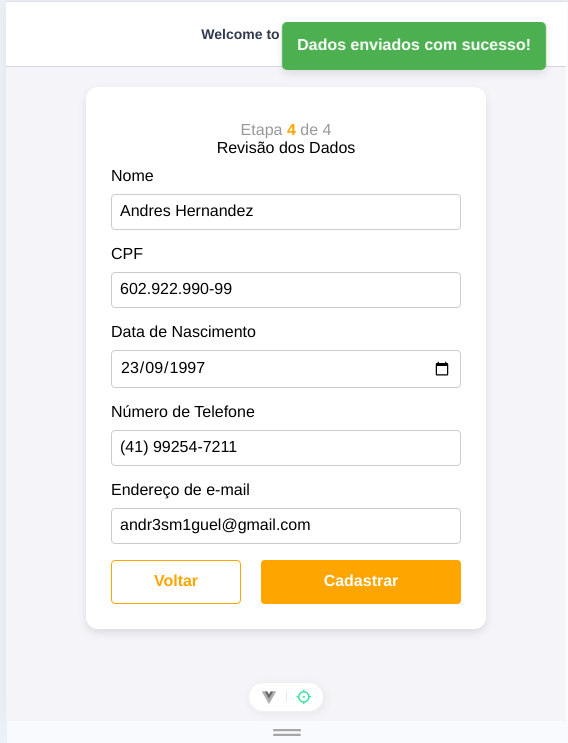 Welcome to
Dados enviados com sucesso!
Etapa 4 de 4
Revisão dos Dados
Nome
Andres Hernandez
CPF
602.922.990-99
Data de Nascimento
23/09/1997
Número de Telefone
(41) 99254-7211
Endereço de e-mail
andr3sm1guel@gmail.com
Voltar
Cadastrar